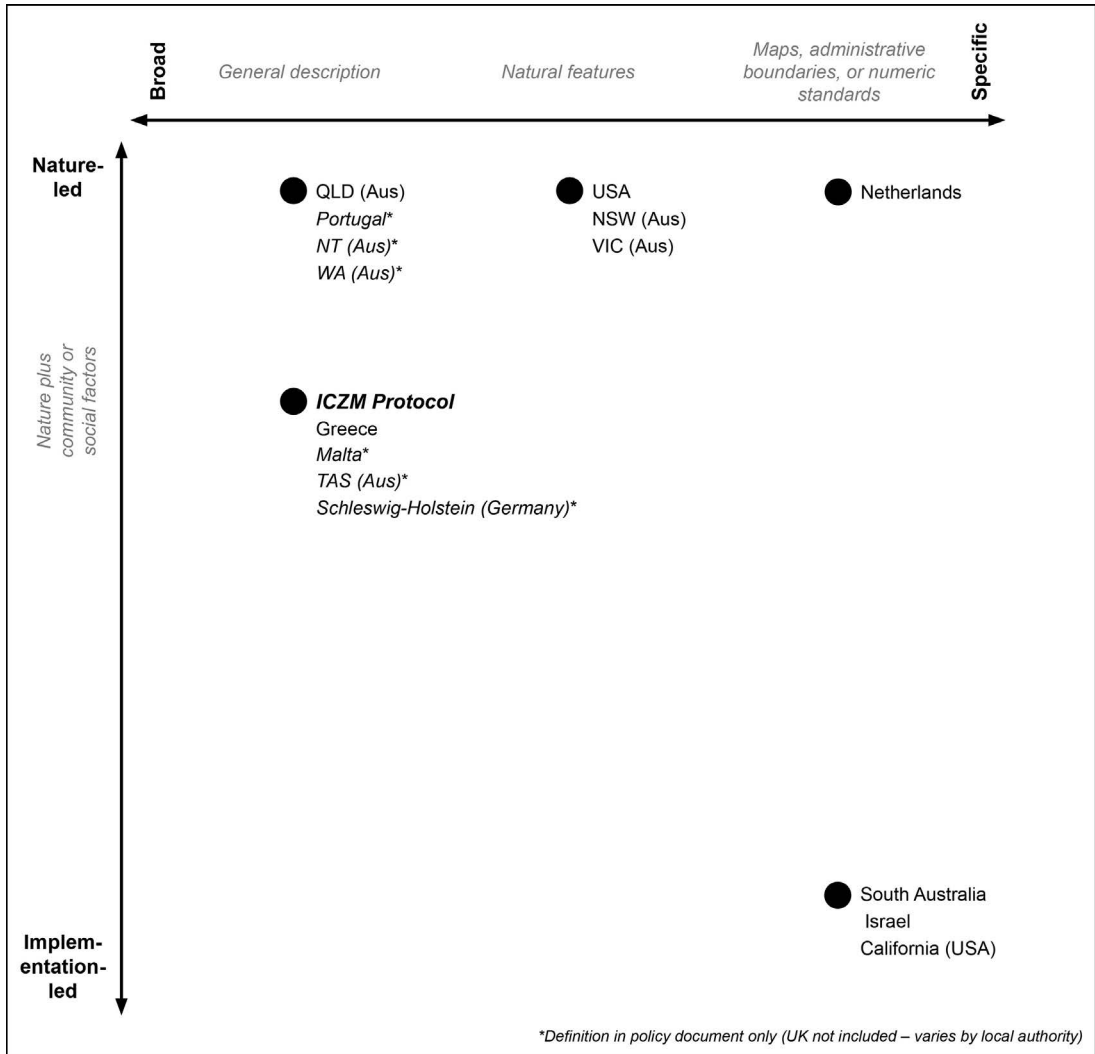 Broad
General description
Natural features
Maps, administrative
boundaries, or numeric
standards
Specific
Nature-
led
QLD (Aus)
Portugal*
NT (Aus)*
WA (Aus)*
USA
NSW (Aus)
VIC (Aus)
Netherlands
Nature plus
community or
social factors
ICZM Protocol
Greece
Malta*
TAS (Aus)*
Schleswig-Holstein (Germany)*
South Australia
Israel
California (USA)
Implem-
entation-
led
*Definition in policy document only (UK not included – varies by local authority)